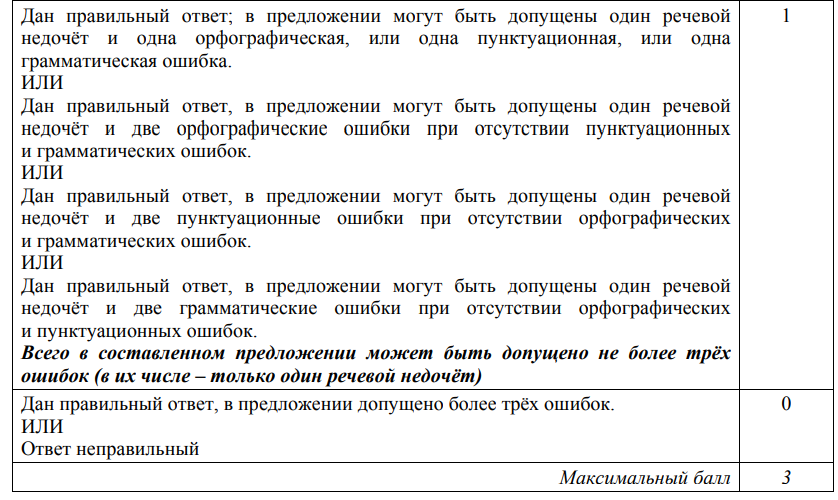 Дан правильный ответ; в предложении могут быть допущены один речевой
недочёт и одна орфографическая, или одна пунктуационная, или одна
грамматическая ошибка.
ИЛИ
Дан правильный ответ, в предложении могут быть допущены один речевой
недочёт и две орфографические ошибки при отсутствии пунктуационных
и грамматических ошибок.
ИЛИ
Дан правильный ответ, в предложении могут быть допущены один речевой
недочёт и две пунктуационные ошибки при отсутствии орфографических
и грамматических ошибок.
ИЛИ
Дан правильный ответ, в предложении могут быть допущены один речевой
недочёт и две грамматические ошибки при отсутствии орфографических
и пунктуационных ошибок.
Всего в составленном предложении может быть допущено не более трёх
ошибок (в их числе – только один речевой недочёт)
1
Дан правильный ответ, в предложении допущено более трёх ошибок.
ИЛИ
Ответ неправильный
0
Максимальный балл
3